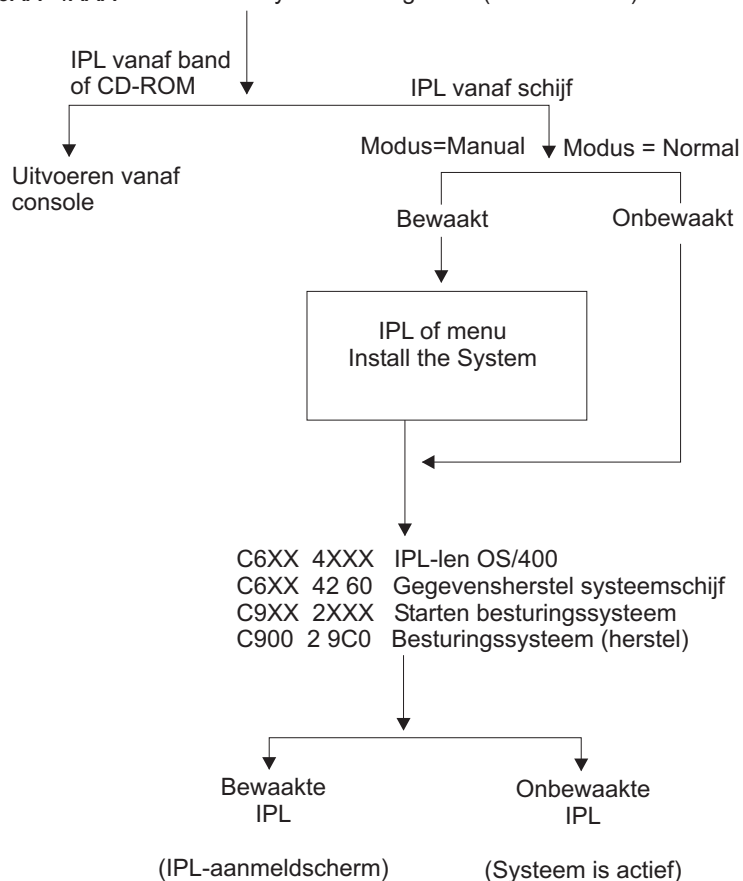 IPL vanaf band
of CD-ROM
IPL vanaf schijf
Modus=Manual
Modus = Normal
Uitvoeren vanaf
console
Bewaakt
Onbewaakt
IPL of menu
Install the System
C6XX 4XXX IPL-len OS/400
C6XX 42 60 Gegevensherstel systeemschijf
C9XX 2XXX Starten besturingssysteem
C900 2 9C0 Besturingssysteem (herstel)
Bewaakte
IPL
Onbewaakte
IPL
(IPL-aanmeldscherm)
(Systeem is actief)